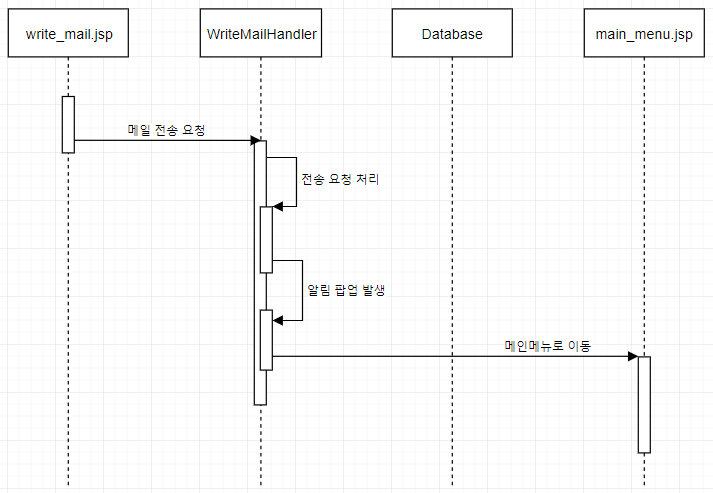 write_mail.jsp
WriteMailHandler
Database
main_menu.jsp
메일 전송 요청
전송 요청 처리
알림 팝업 발생
메인메뉴로 이동